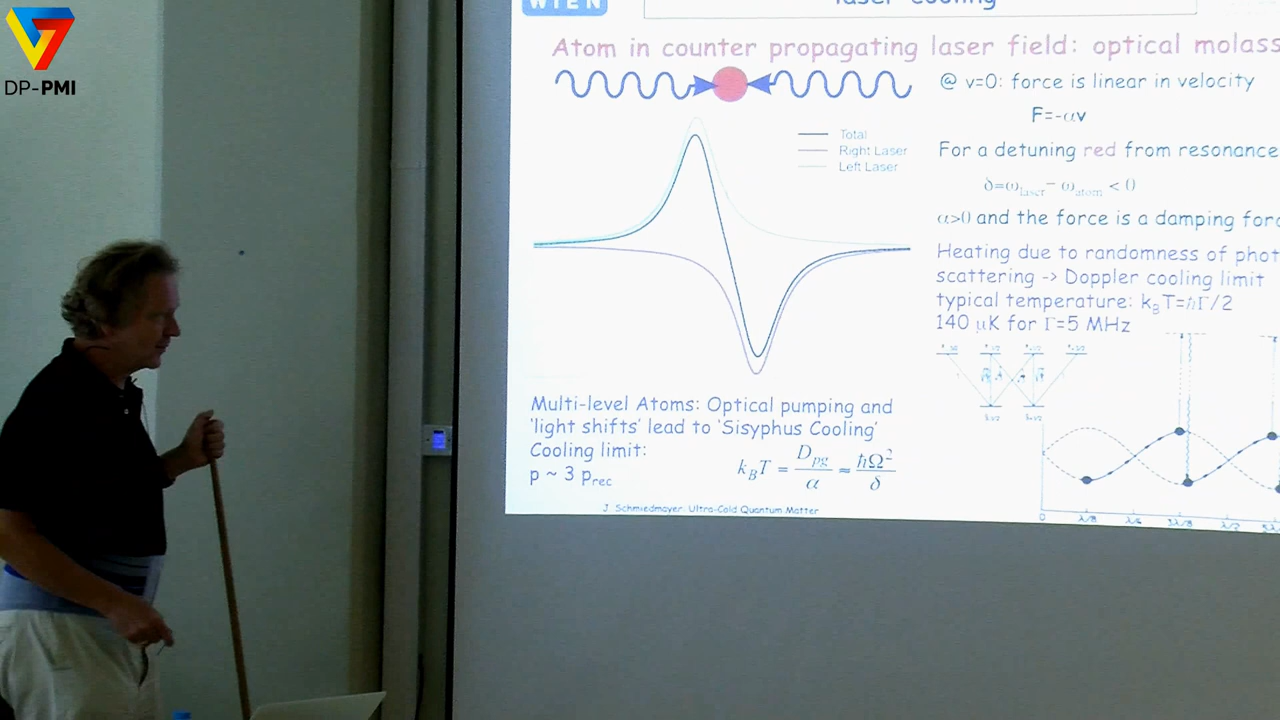 DP-PMI
WIEN
laser cooling
Atom in counter propagating laser field: optical molass
@ v=0: force is linear in velocity
F=-αv
Total
Right Laser
Left Laser
For a detuning red from resonance
δ=ω_laser - ω_atom < 0
α>0 and the force is a damping forc
Heating due to randomness of phot
scattering -> Doppler cooling limit
typical temperature: k_B T=ħΓ/2
140 μK for Γ=5 MHz
Multi-level Atoms: Optical pumping and
'light shifts' lead to 'Sisyphus Cooling'
Cooling limit:
p ~ 3 p_rec
k_B T = D_pg / α ≈ ħΩ² / δ
0 λ/8 λ/4 3λ/8 λ/2 5λ
J. Schmiedmayer: Ultra-Cold Quantum Matter